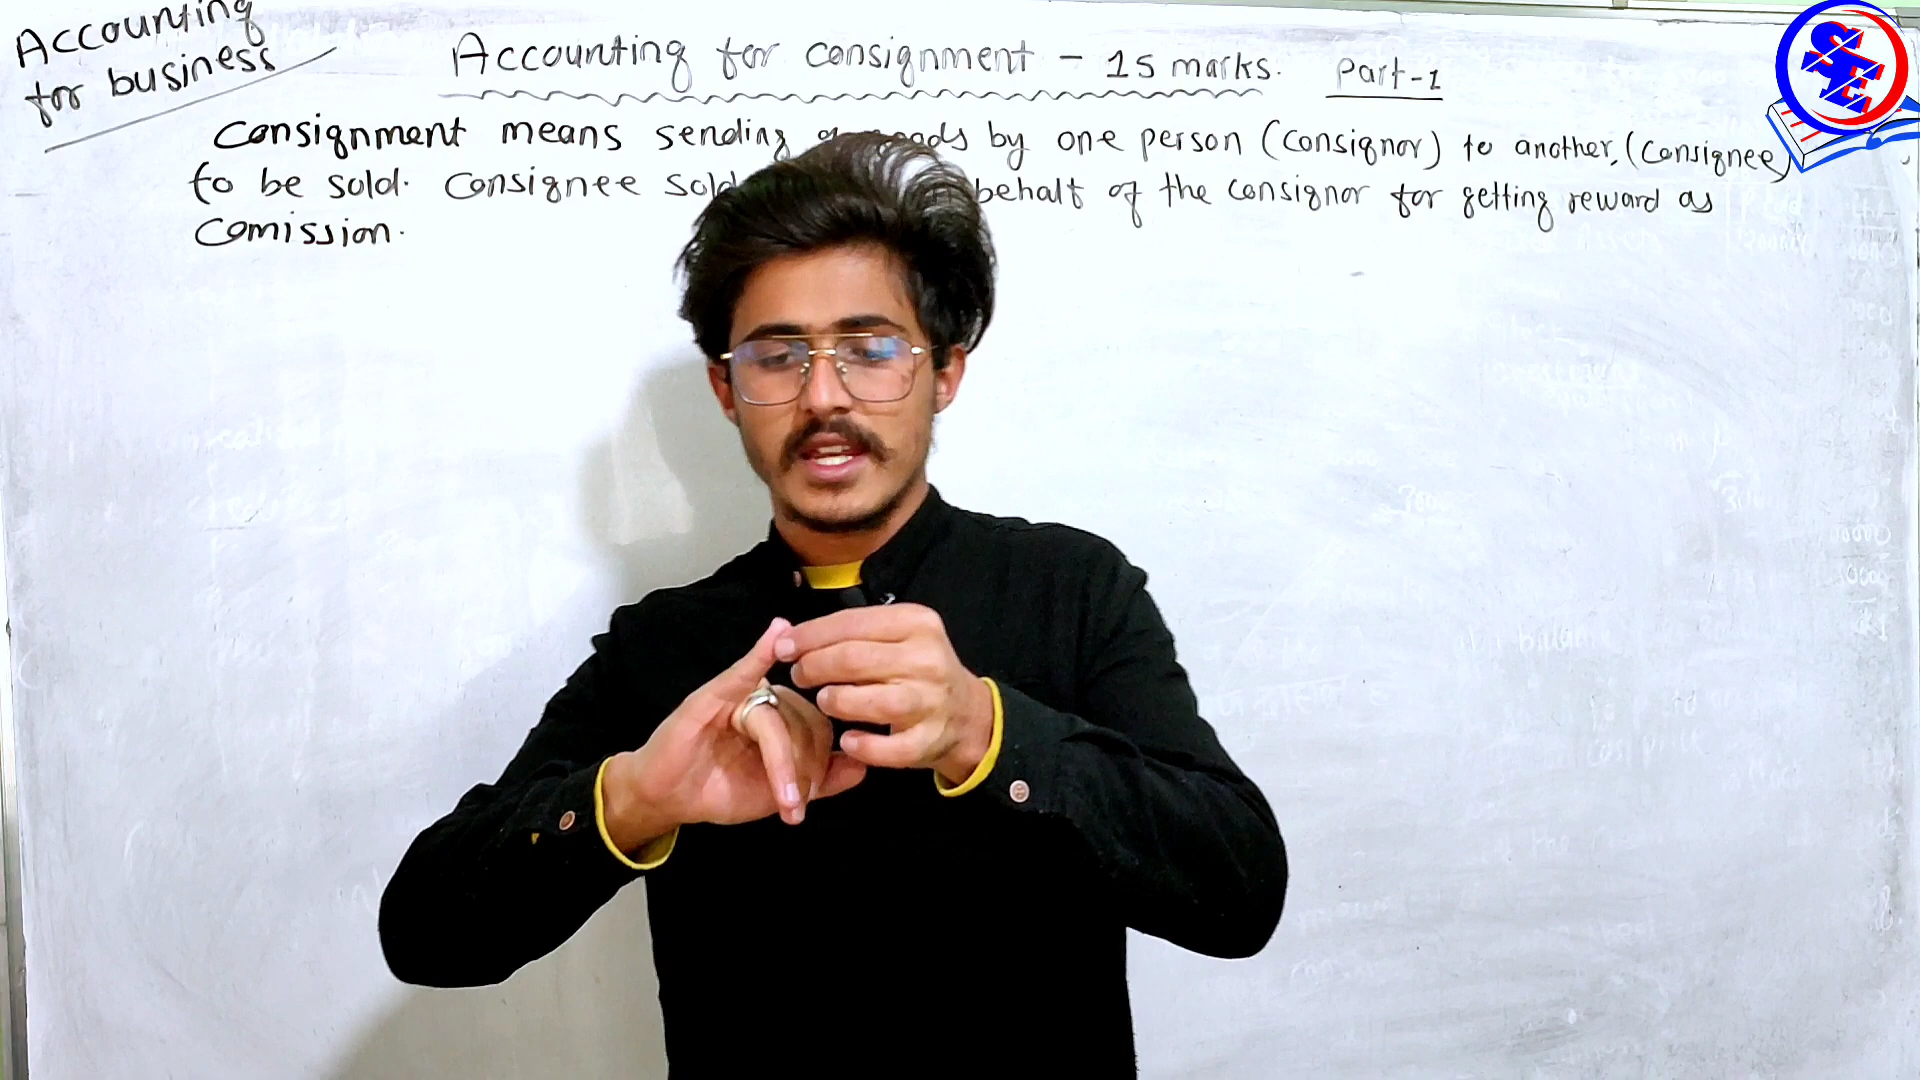 Accounting
for business
Accounting for consignment - 15 marks. Part-1
Consignment means sending by one person (consignor) to another, (consignee)
to be sold. Consignee behalf of the consignor for getting reward as
Comission.